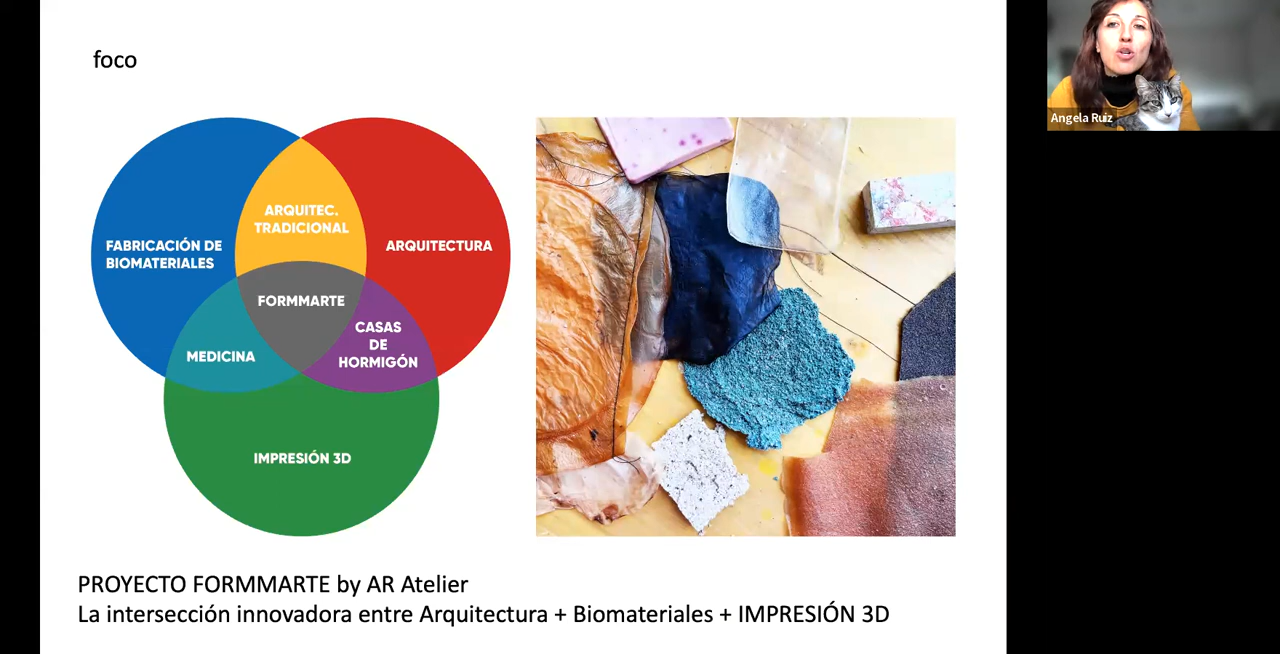 foco
ARQUITEC.
TRADICIONAL
FABRICACIÓN DE
BIOMATERIALES
ARQUITECTURA
FORMMARTE
CASAS
DE
HORMIGÓN
MEDICINA
IMPRESIÓN 3D
PROYECTO FORMMARTE by AR Atelier
La intersección innovadora entre Arquitectura + Biomateriales + IMPRESIÓN 3D
Angela Ruiz